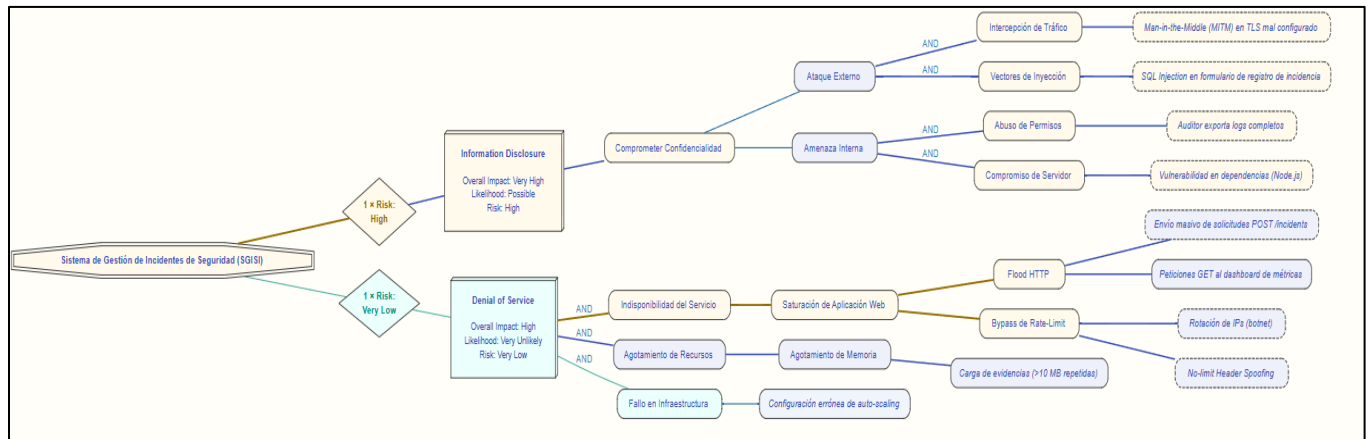 Sistema de Gestión de Incidentes de Seguridad (SGISI)
1 × Risk:
High
Information Disclosure
Overall Impact: Very High
Likelihood: Possible
Risk: High
Comprometer Confidencialidad
Ataque Externo
AND
Intercepción de Tráfico
Man-in-the-Middle (MITM) en TLS mal configurado
AND
Vectores de Inyección
SQL Injection en formulario de registro de incidencia
Amenaza Interna
AND
Abuso de Permisos
Auditor exporta logs completos
AND
Compromiso de Servidor
Vulnerabilidad en dependencias (Node.js)
1 × Risk:
Very Low
Denial of Service
Overall Impact: High
Likelihood: Very Unlikely
Risk: Very Low
AND
Indisponibilidad del Servicio
Saturación de Aplicación Web
Flood HTTP
Envío masivo de solicitudes POST /incidents
Peticiones GET al dashboard de métricas
Bypass de Rate-Limit
Rotación de IPs (botnet)
No-limit Header Spoofing
AND
Agotamiento de Recursos
Agotamiento de Memoria
Carga de evidencias (>10 MB repetidas)
AND
Fallo en Infraestructura
Configuración errónea de auto-scaling